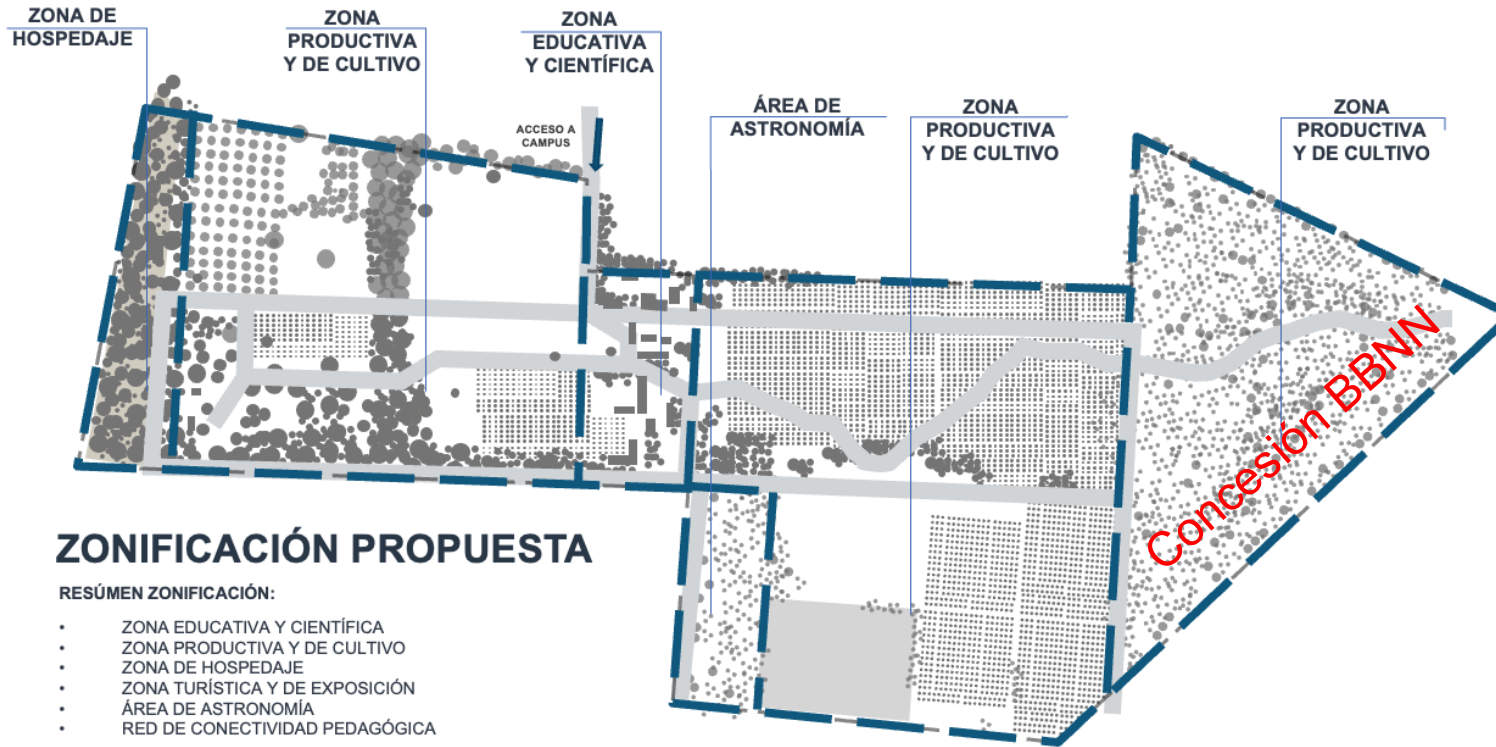 ZONA DE
HOSPEDAJE
ZONA
PRODUCTIVA
Y DE CULTIVO
ZONA
EDUCATIVA
Y CIENTÍFICA
ACCESO A
CAMPUS
ÁREA DE
ASTRONOMÍA
ZONA
PRODUCTIVA
Y DE CULTIVO
ZONA
PRODUCTIVA
Y DE CULTIVO
Concesión BBNN
ZONIFICACIÓN PROPUESTA
RESÚMEN ZONIFICACIÓN:
• ZONA EDUCATIVA Y CIENTÍFICA
• ZONA PRODUCTIVA Y DE CULTIVO
• ZONA DE HOSPEDAJE
• ZONA TURÍSTICA Y DE EXPOSICIÓN
• ÁREA DE ASTRONOMÍA
• RED DE CONECTIVIDAD PEDAGÓGICA